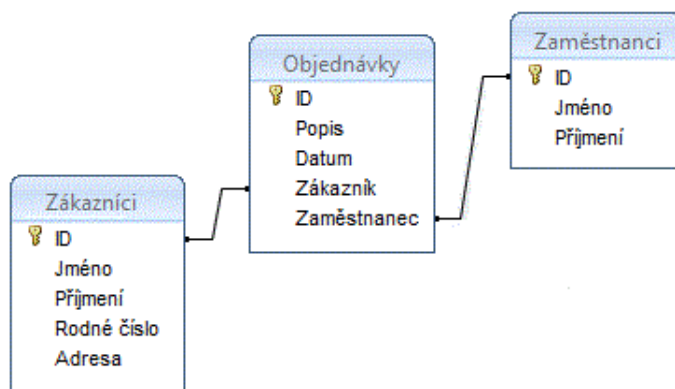 Zákazníci
ID
Jméno
Příjmení
Rodné číslo
Adresa
Objednávky
ID
Popis
Datum
Zákazník
Zaměstnanec
Zaměstnanci
ID
Jméno
Příjmení